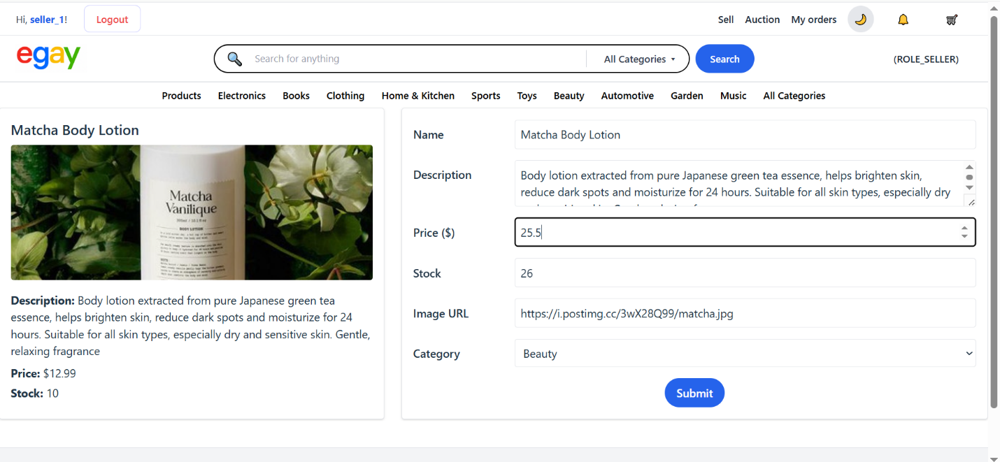 Hi, seller_1!
Logout
Sell
Auction
My orders
egay
Search for anything
All Categories
Search
(ROLE_SELLER)
Products
Electronics
Books
Clothing
Home & Kitchen
Sports
Toys
Beauty
Automotive
Garden
Music
All Categories
Matcha Body Lotion
Matcha
Vanilique
BODY LOTION
Description: Body lotion extracted from pure Japanese green tea
essence, helps brighten skin, reduce dark spots and moisturize for 24
hours. Suitable for all skin types, especially dry and sensitive skin. Gentle,
relaxing fragrance
Price: $12.99
Stock: 10
Name
Matcha Body Lotion
Description
Body lotion extracted from pure Japanese green tea essence, helps brighten skin,
reduce dark spots and moisturize for 24 hours. Suitable for all skin types, especially dry
Price ($)
25.5
Stock
26
Image URL
https://i.postimg.cc/3wX28Q99/matcha.jpg
Category
Beauty
Submit